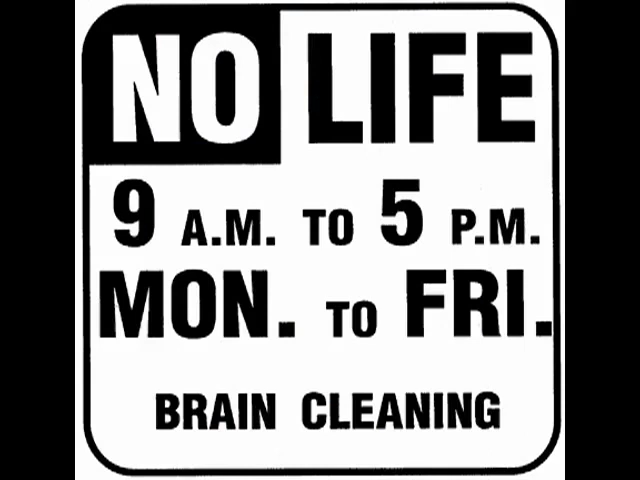 NO LIFE
9 A.M. TO 5 P.M.
MON. TO FRI.
BRAIN CLEANING